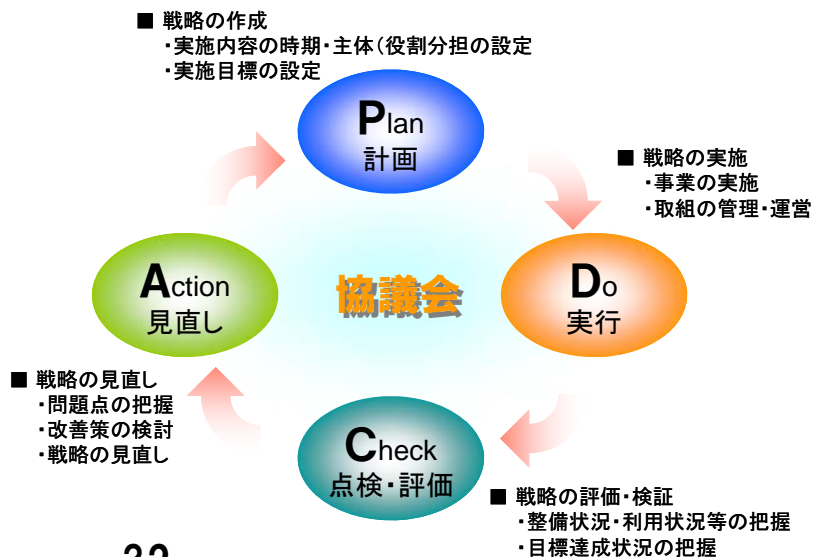 ■ 戦略の作成
・実施内容の時期・主体(役割分担の設定
・実施目標の設定
Plan
計画
■ 戦略の実施
・事業の実施
・取組の管理・運営
Action
見直し
協議会
Do
実行
■ 戦略の見直し
・問題点の把握
・改善策の検討
・戦略の見直し
Check
点検・評価
■ 戦略の評価・検証
・整備状況・利用状況等の把握
・目標達成状況の把握
32